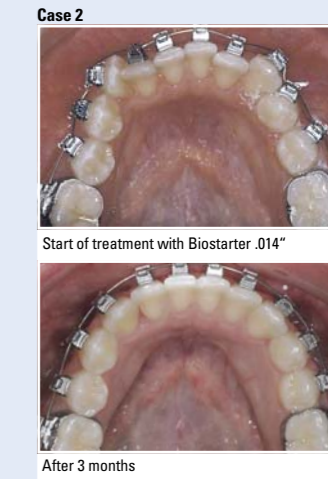 Case 2
Start of treatment with Biostarter .014“
After 3 months